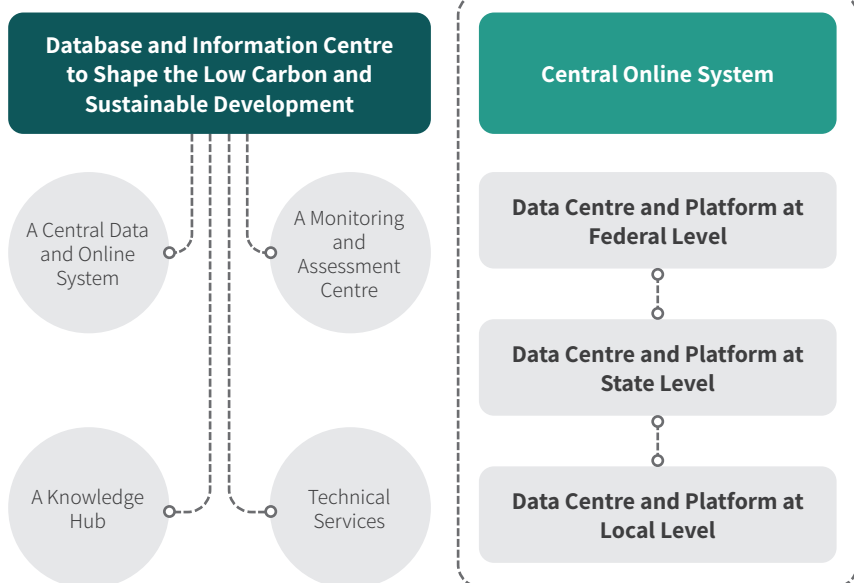 Database and Information Centre
to Shape the Low Carbon and
Sustainable Development
A Central Data
and Online
System
A Monitoring
and
Assessment
Centre
A Knowledge
Hub
Technical
Services
Central Online System
Data Centre and Platform at
Federal Level
Data Centre and Platform at
State Level
Data Centre and Platform at
Local Level